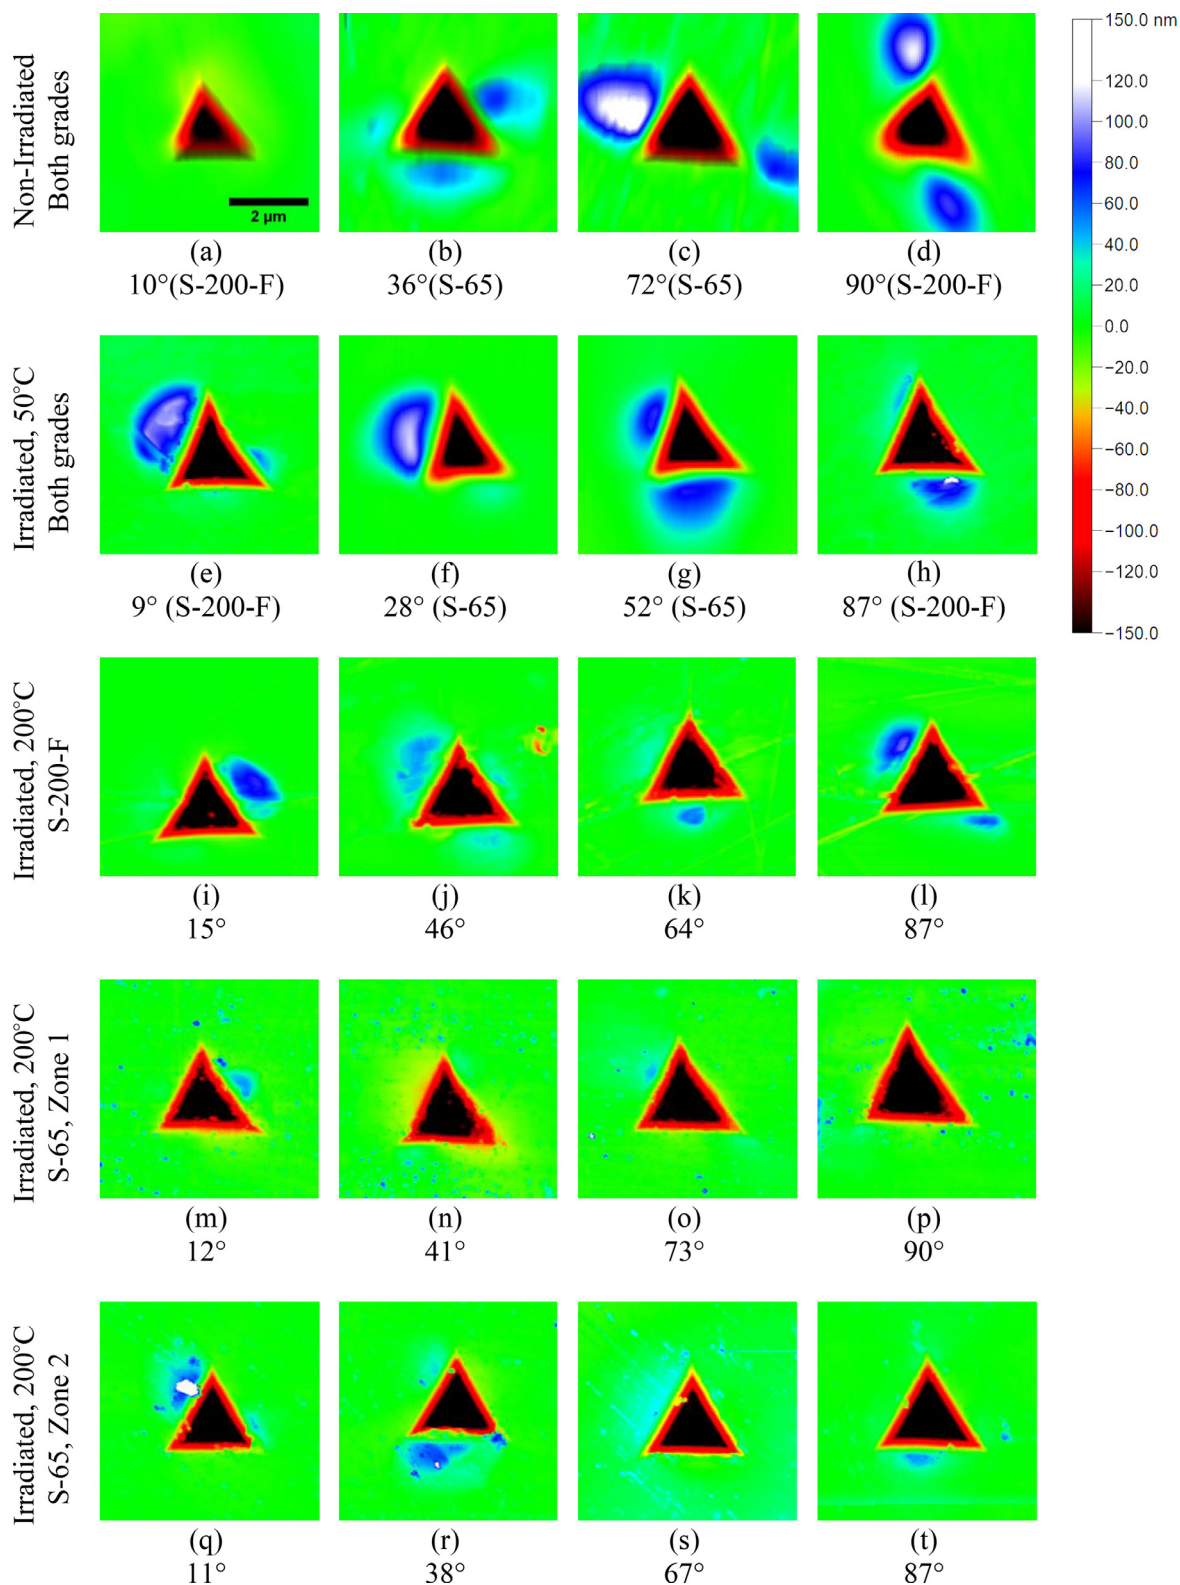 Non-Irradiated
Both grades
2 µm
(a)
10°(S-200-F)
(b)
36°(S-65)
(c)
72°(S-65)
(d)
90°(S-200-F)
150.0 nm
120.0
100.0
80.0
60.0
40.0
20.0
0.0
−20.0
−40.0
−60.0
−80.0
−100.0
−120.0
−150.0
Irradiated, 50°C
Both grades
(e)
9° (S-200-F)
(f)
28° (S-65)
(g)
52° (S-65)
(h)
87° (S-200-F)
Irradiated, 200°C
S-200-F
(i)
15°
(j)
46°
(k)
64°
(l)
87°
Irradiated, 200°C
S-65, Zone 1
(m)
12°
(n)
41°
(o)
73°
(p)
90°
Irradiated, 200°C
S-65, Zone 2
(q)
11°
(r)
38°
(s)
67°
(t)
87°